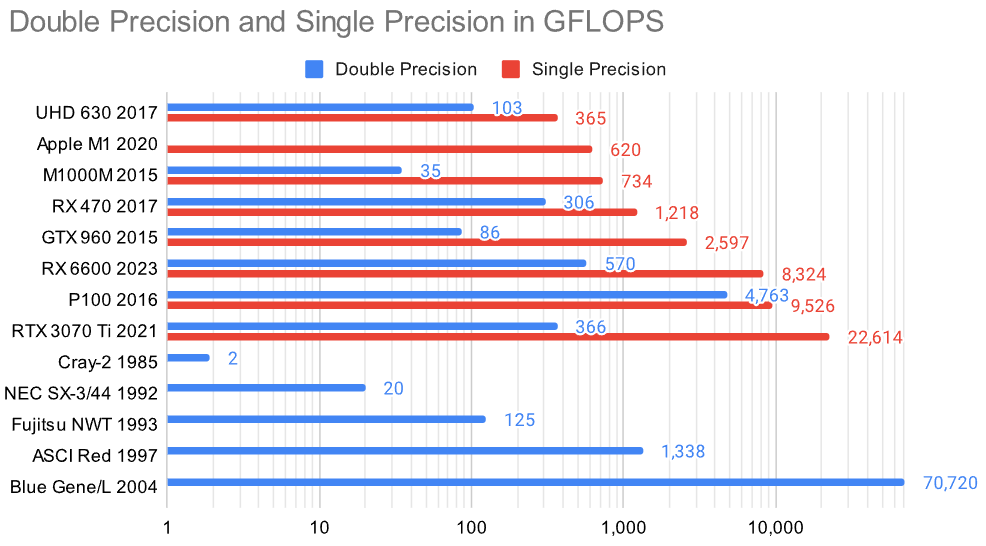 Double Precision and Single Precision in GFLOPS
Double Precision Single Precision
UHD 630 2017 103 365
Apple M1 2020 620
M1000M 2015 35 734
RX 470 2017 306 1,218
GTX 960 2015 86 2,597
RX 6600 2023 570 8,324
P100 2016 4,763 9,526
RTX 3070 Ti 2021 366 22,614
Cray-2 1985 2
NEC SX-3/44 1992 20
Fujitsu NWT 1993 125
ASCI Red 1997 1,338
Blue Gene/L 2004 70,720
1 10 100 1,000 10,000